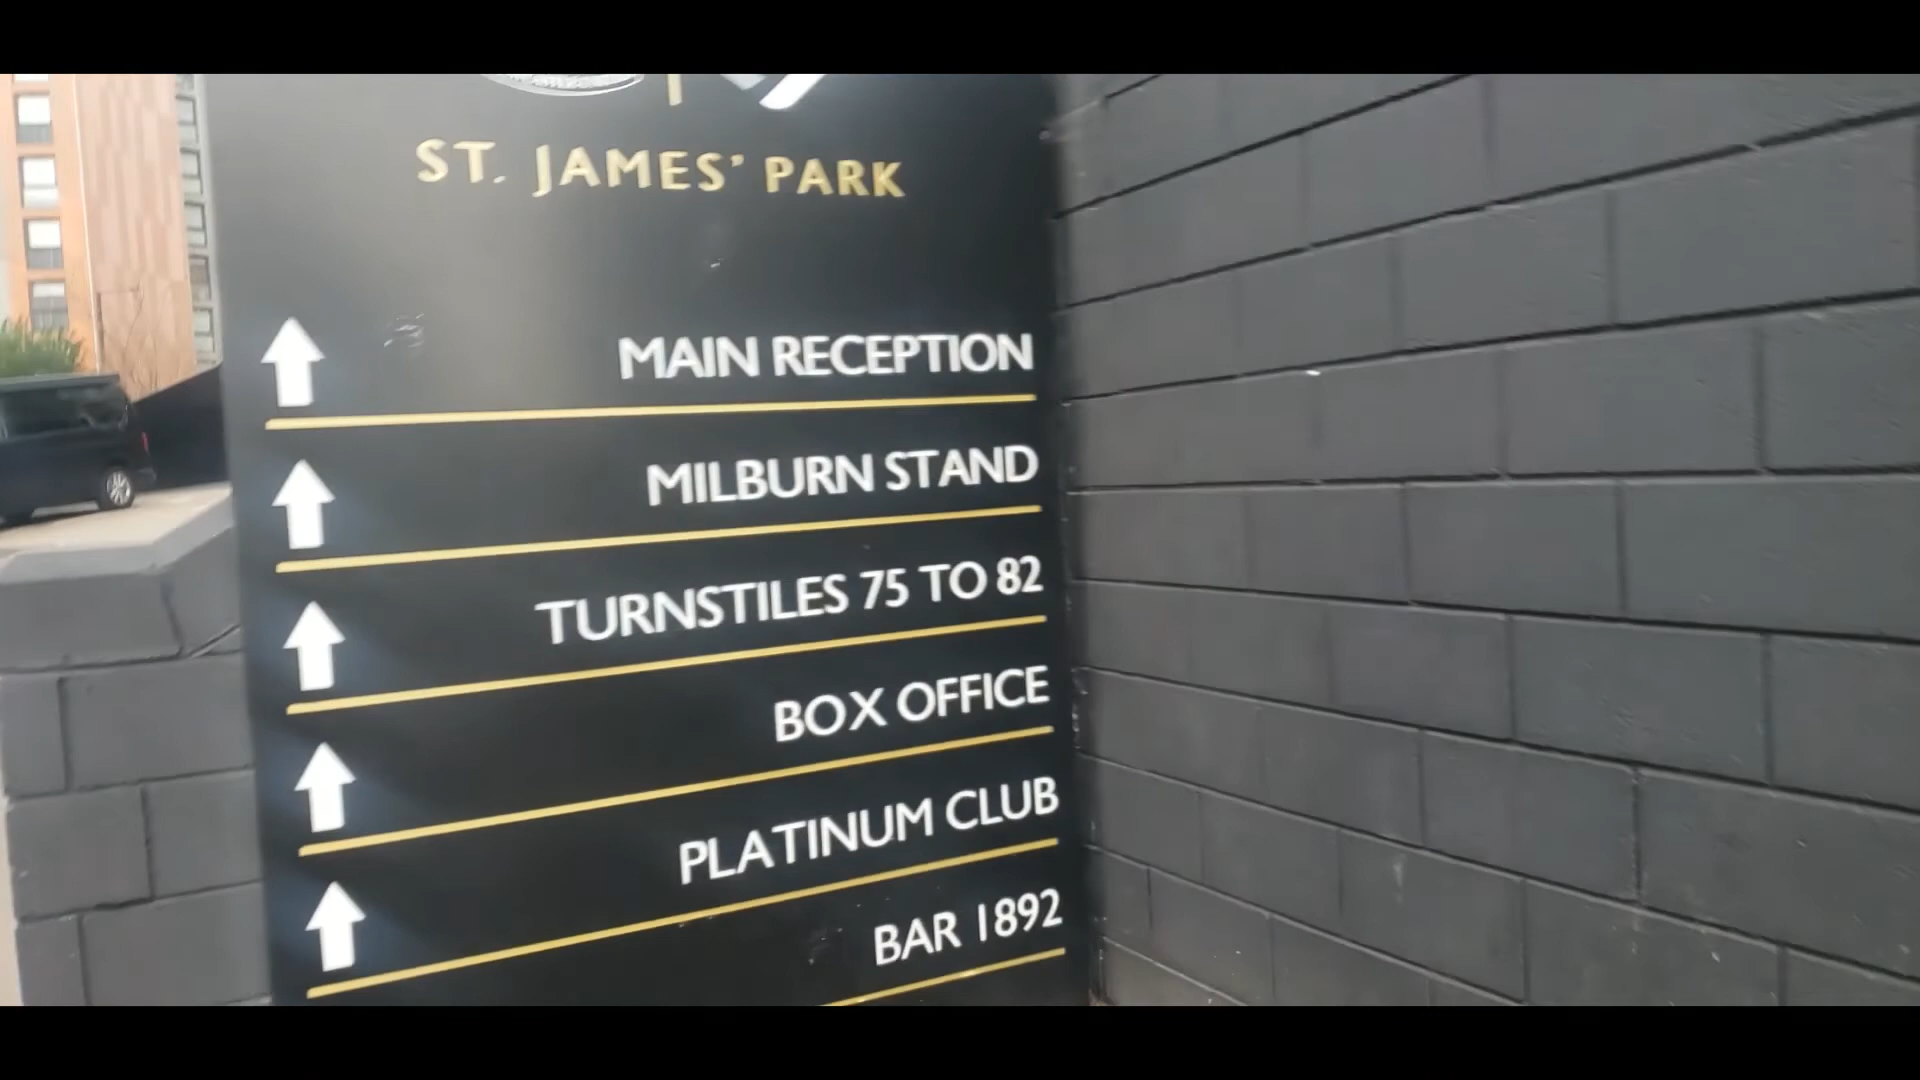 ST. JAMES' PARK
MAIN RECEPTION
MILBURN STAND
TURNSTILES 75 TO 82
BOX OFFICE
PLATINUM CLUB
BAR 1892